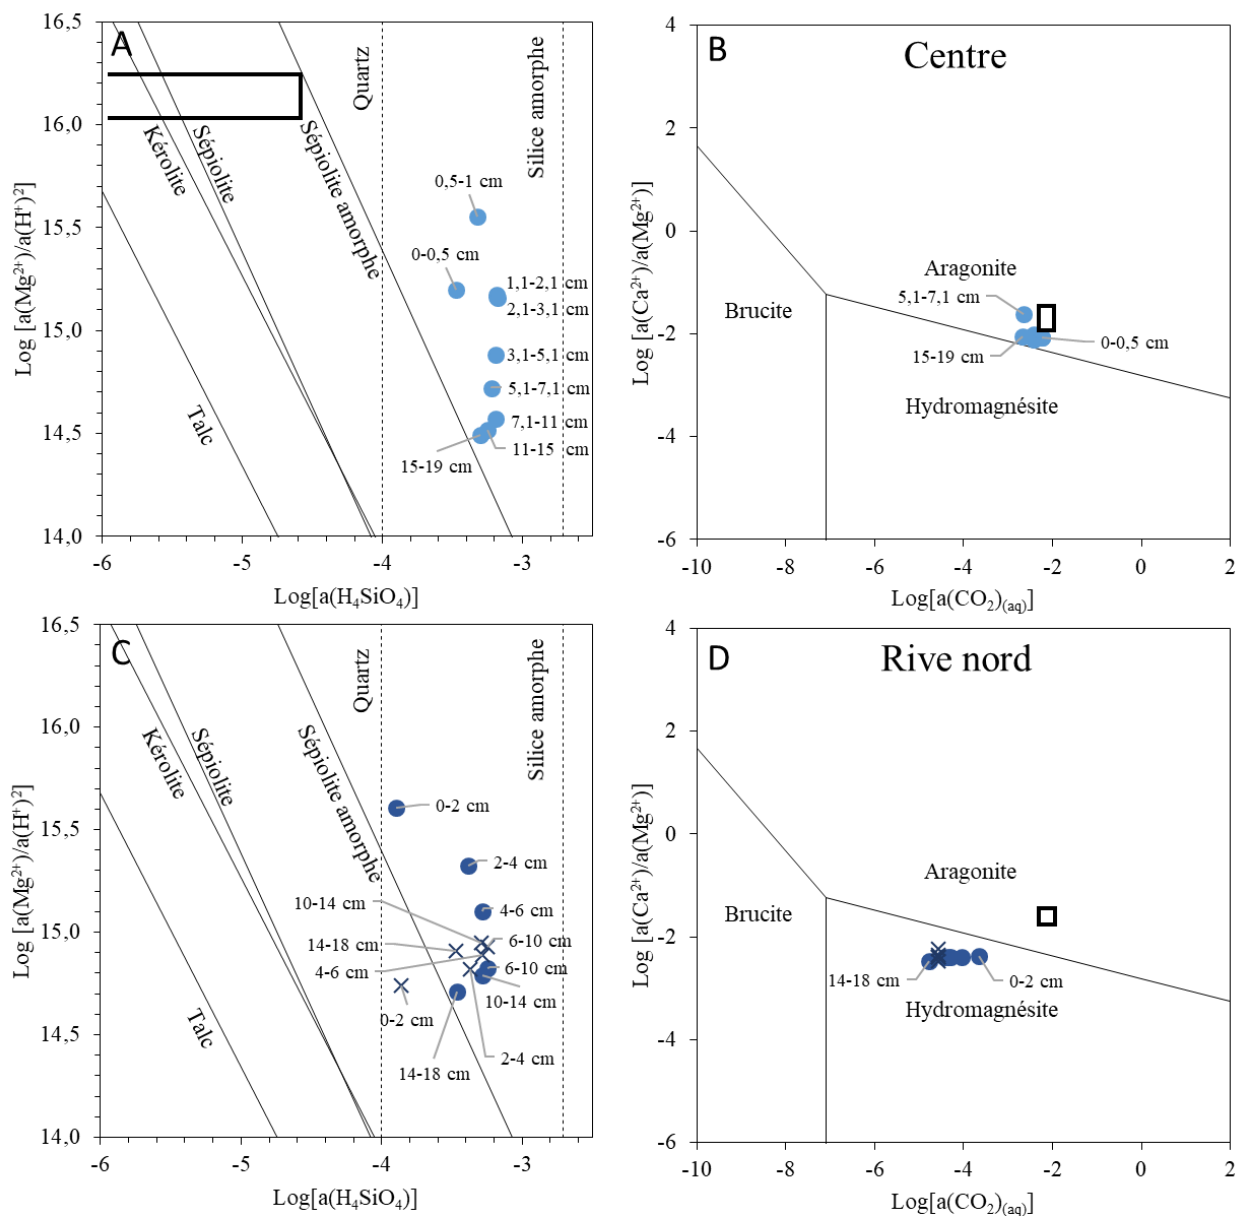 A
16,5
16,0
15,5
15,0
14,5
14,0
Log [a(Mg²⁺)/a(H⁺)²]
-6
-5
-4
-3
Log[a(H₄SiO₄)]
Kérolite
Sépiolite
Sépiolite amorphe
Quartz
Silice amorphe
Talc
0,5-1 cm
0-0,5 cm
1,1-2,1 cm
2,1-3,1 cm
3,1-5,1 cm
5,1-7,1 cm
7,1-11 cm
11-15 cm
15-19 cm
B
Centre
4
2
0
-2
-4
-6
Log [a(Ca²⁺)/a(Mg²⁺)]
-10
-8
-6
-4
-2
0
2
Log[a(CO₂)₍aq₎]
Aragonite
5,1-7,1 cm
Brucite
0-0,5 cm
15-19 cm
Hydromagnésite
C
16,5
16,0
15,5
15,0
14,5
14,0
Log [a(Mg²⁺)/a(H⁺)²]
-6
-5
-4
-3
Log[a(H₄SiO₄)]
Kérolite
Sépiolite
Sépiolite amorphe
Quartz
Silice amorphe
Talc
0-2 cm
2-4 cm
10-14 cm
4-6 cm
14-18 cm
6-10 cm
4-6 cm
6-10 cm
10-14 cm
0-2 cm
2-4 cm
14-18 cm
D
Rive nord
4
2
0
-2
-4
-6
Log [a(Ca²⁺)/a(Mg²⁺)]
-10
-8
-6
-4
-2
0
2
Log[a(CO₂)₍aq₎]
Aragonite
Brucite
14-18 cm
0-2 cm
Hydromagnésite